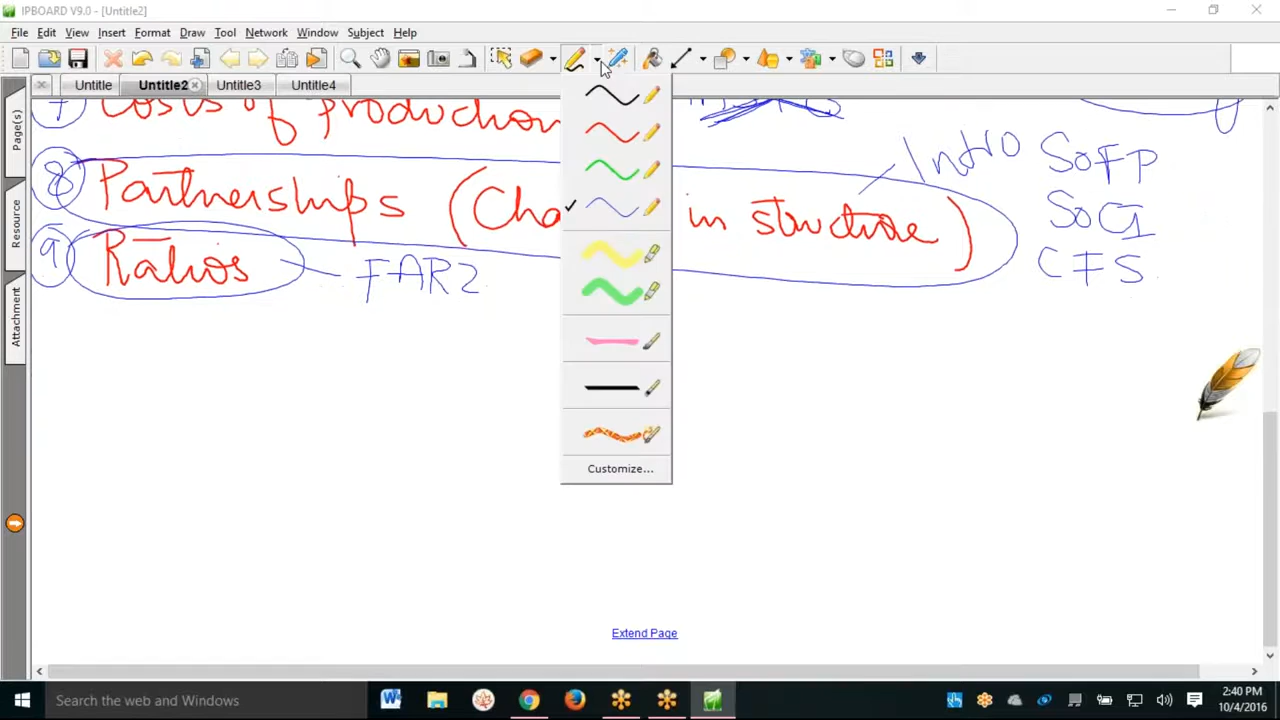 IPBOARD V9.0 - [Untitle2]
File Edit View Insert Format Draw Tool Network Window Subject Help
Untitle Untitle2 Untitle3 Untitle4
Page(s)
Resource
Attachment
7 Costs of production
8 Partnerships (Cha in structure) Intro SOFP
SOCI
9 Ratios FAR2 CFS
Customize...
Extend Page
Search the web and Windows
2:40 PM
10/4/2016